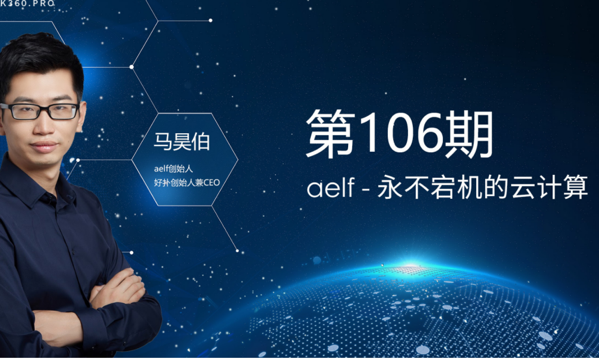 K360.PRO
马昊伯
aelf创始人
好扑创始人兼CEO
第106期
aelf - 永不宕机的云计算